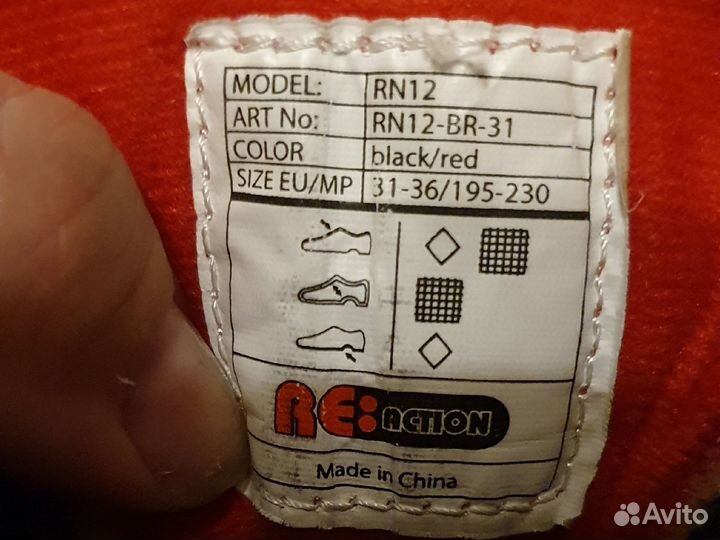 MODEL: RN12
ART No: RN12-BR-31
COLOR black/red
SIZE EU/MP 31-36/195-230
RE:ACTION
Made in China
Avito